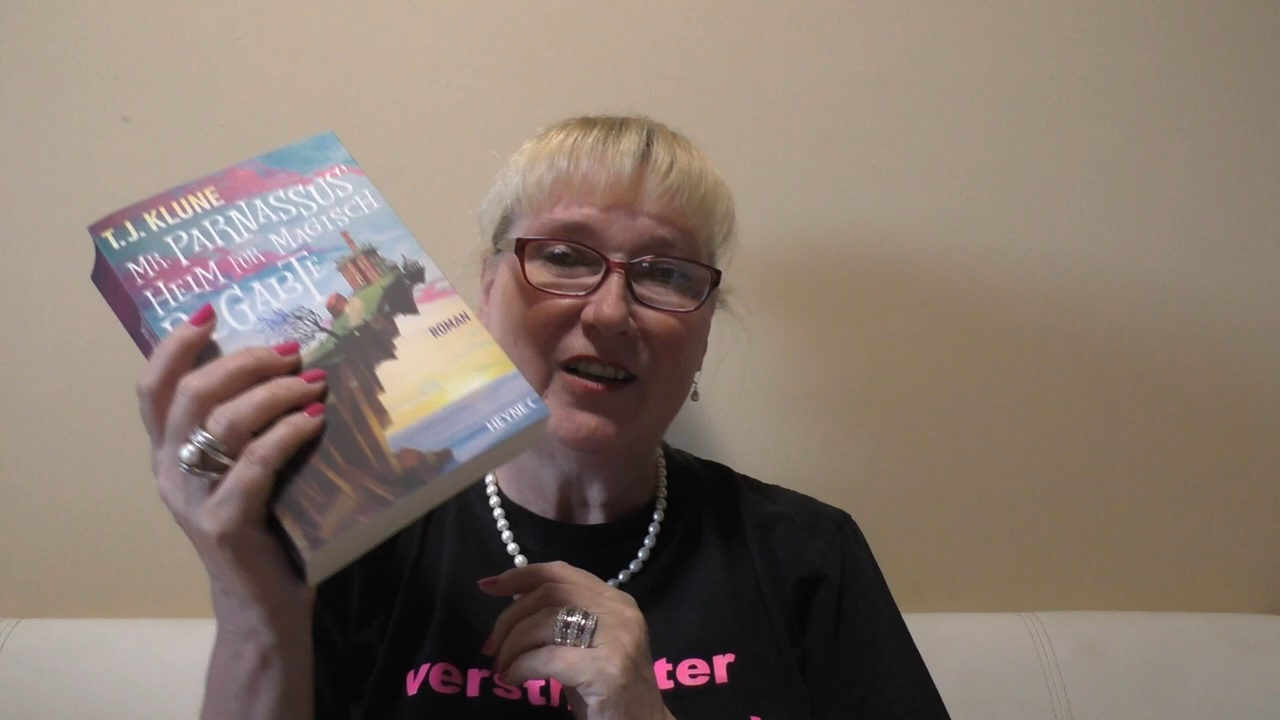 T.J. KLUNE
MR. PARNASSUS'
HEIM FÜR MAGISCH
BEGABTE
ROMAN
HEYNE <